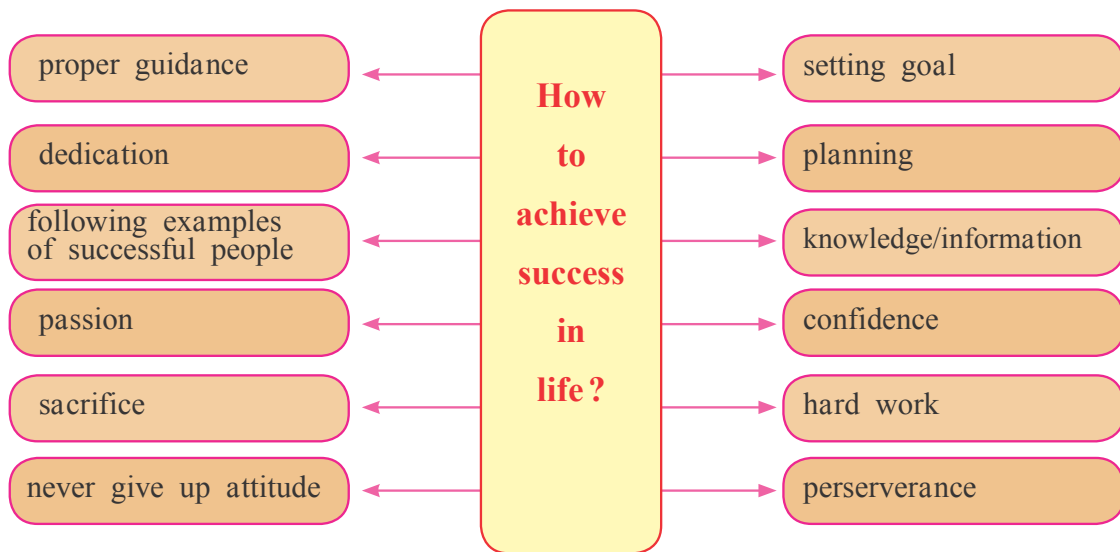 proper guidance
dedication
following examples
of successful people
passion
sacrifice
never give up attitude
How
to
achieve
success
in
life?
setting goal
planning
knowledge/information
confidence
hard work
perserverance